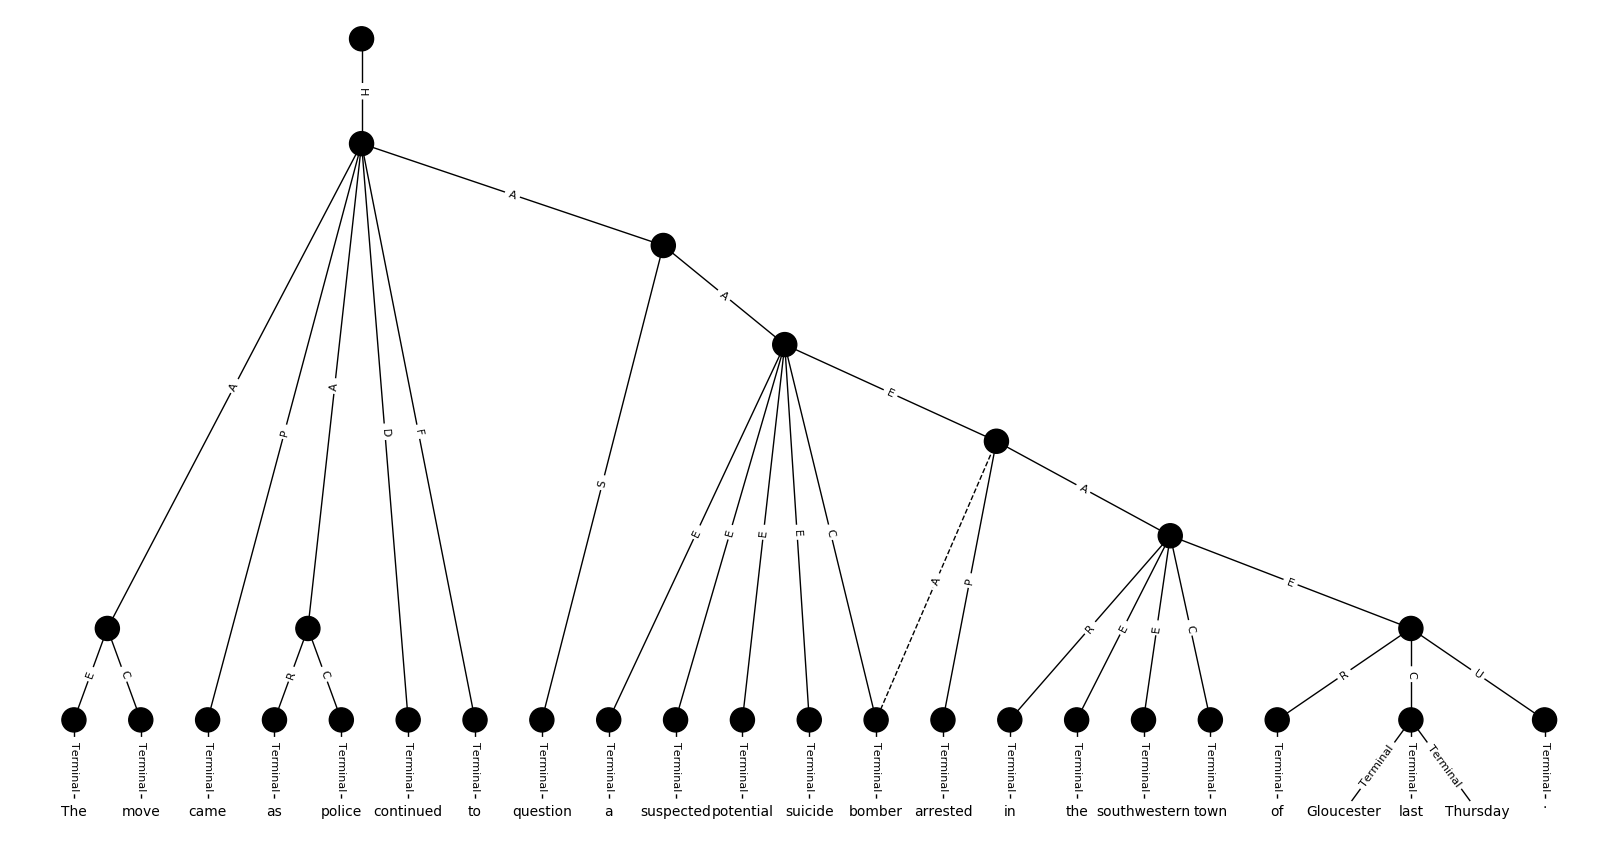 H
A
A
A
E
A
P
A
D
F
S
E
E
E
E
C
A
P
A
E
R
E
E
C
E C R C R C U
Terminal Terminal Terminal Terminal Terminal Terminal Terminal Terminal Terminal Terminal Terminal Terminal Terminal Terminal Terminal Terminal Terminal Terminal Terminal Terminal Terminal Terminal Terminal
The move came as police continued to question a suspected potential suicide bomber arrested in the southwestern town of Gloucester last Thursday .